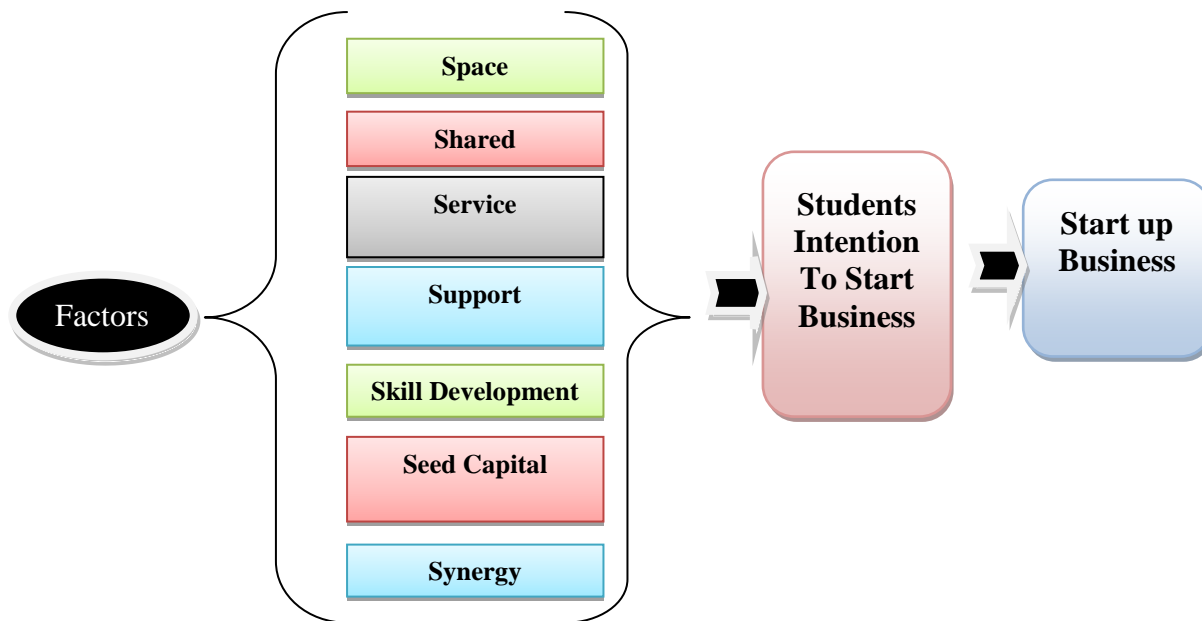 Factors
Space
Shared
Service
Support
Skill Development
Seed Capital
Synergy
Students
Intention
To Start
Business
Start up
Business